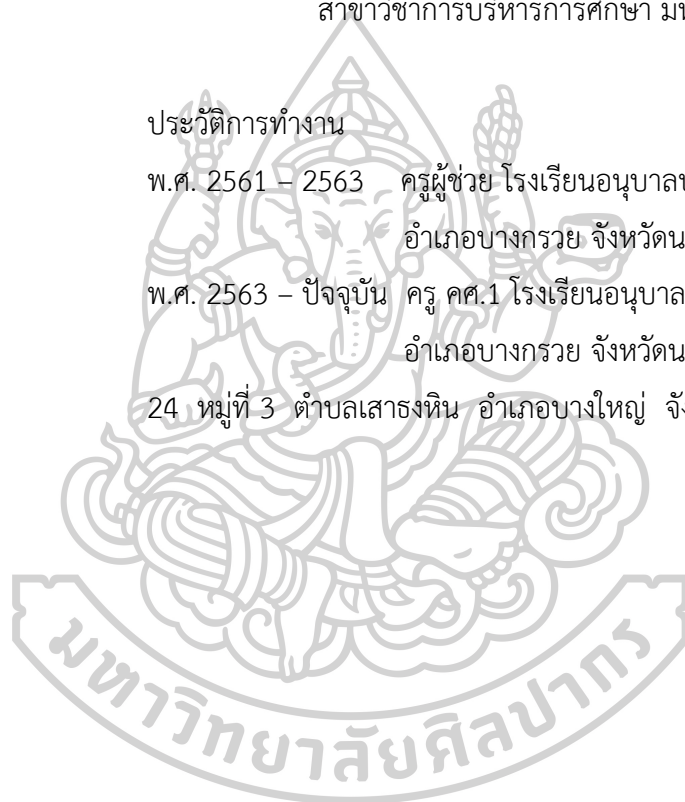 สาขาวิชาการบริหารการศึกษา
ประวัติการทำงาน
พ.ศ. 2561 – 2563 ครูผู้ช่วย โรงเรียนอนุบาล
อำเภอบางกรวย จังหวัดน
พ.ศ. 2563 – ปัจจุบัน ครู คศ.1 โรงเรียนอนุบาล
อำเภอบางกรวย จังหวัดน
24 หมู่ที่ 3 ตำบลเสาธงหิน อำเภอบางใหญ่ จั
มหาวิทยาลัยศิลปากร